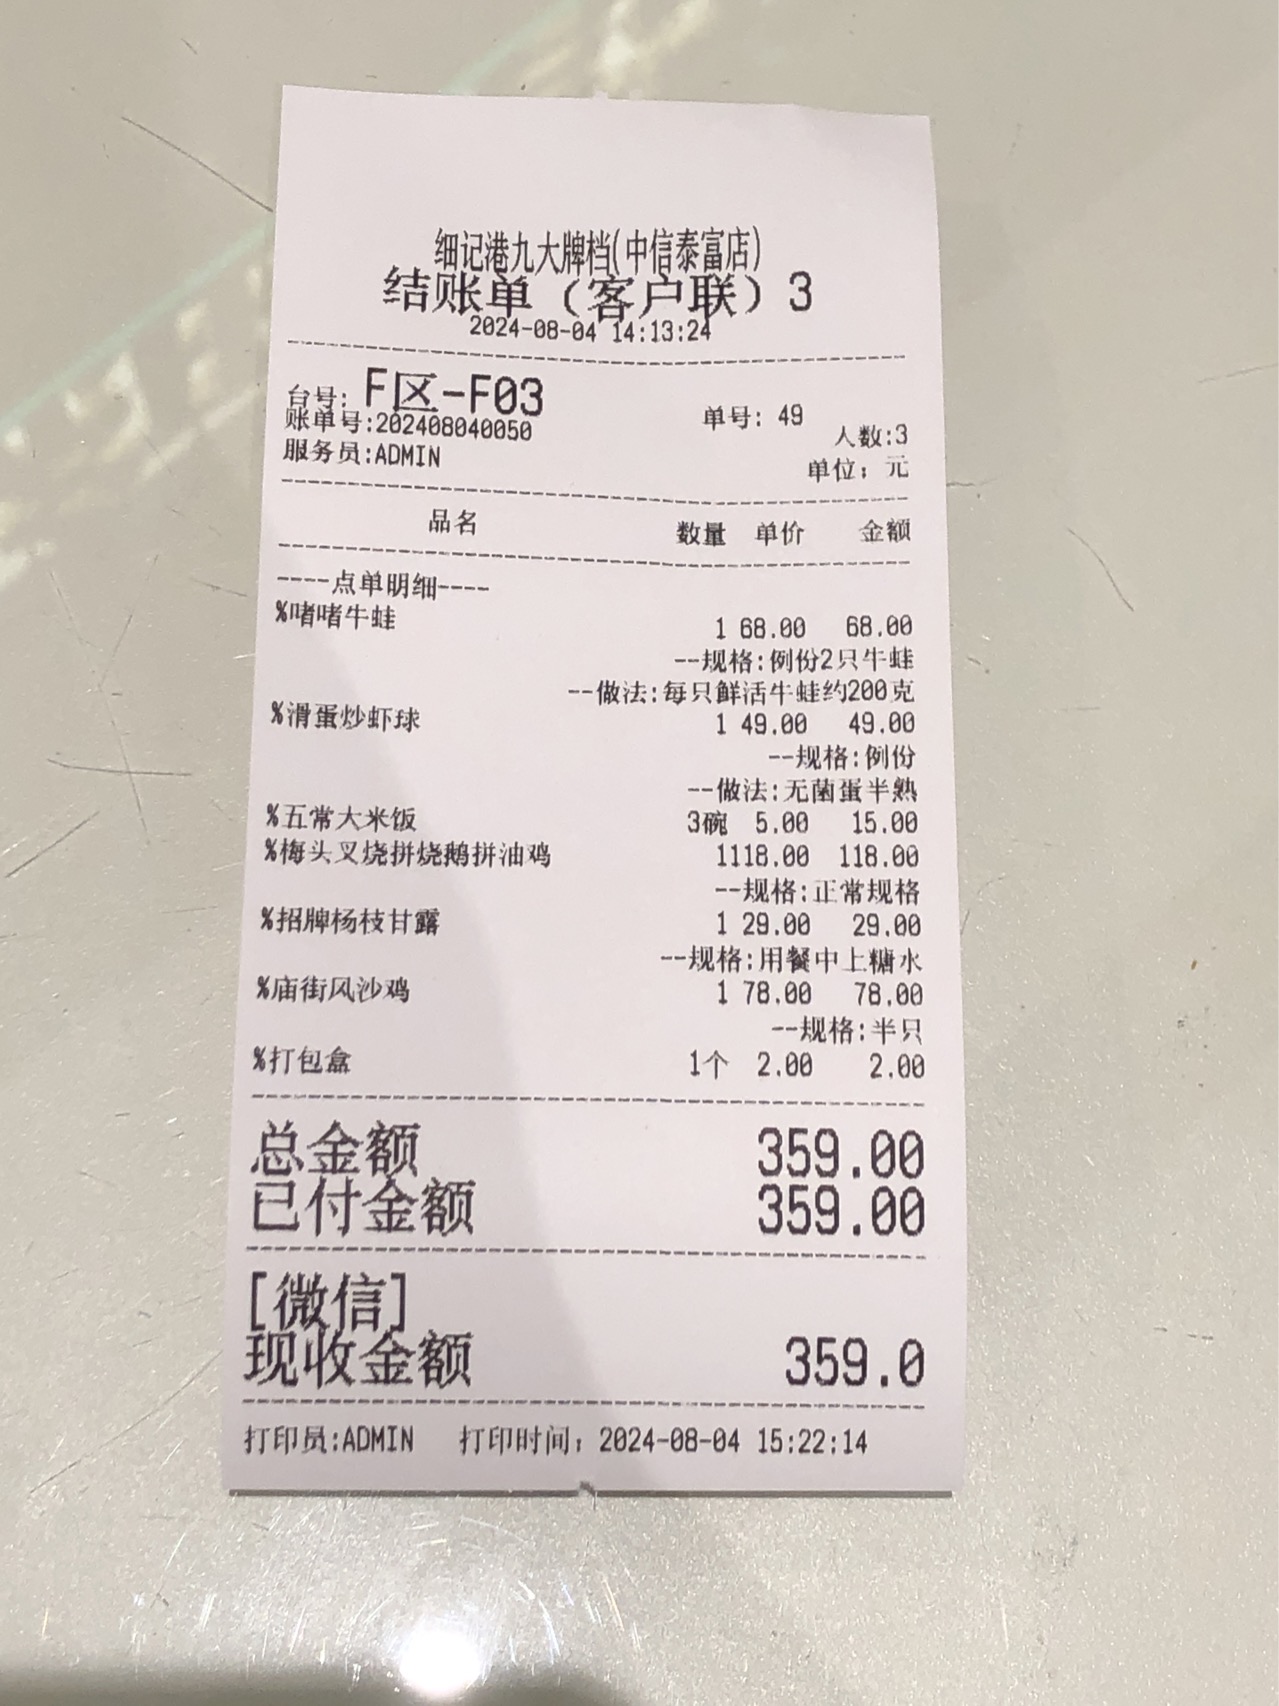 细记港九大牌档(中信泰富店)
结账单（客户联）3
2024-08-04 14:13:24
台号: F区-F03 单号: 49
账单号:202408040050 人数:3
服务员:ADMIN 单位: 元
品名 数量 单价 金额
----点单明细----
%啫啫牛蛙 1 68.00 68.00
--规格:例份2只牛蛙
--做法:每只鲜活牛蛙约200克
%滑蛋炒虾球 1 49.00 49.00
--规格:例份
--做法:无菌蛋半熟
%五常大米饭 3碗 5.00 15.00
%梅头叉烧拼烧鹅拼油鸡 1118.00 118.00
--规格:正常规格
%招牌杨枝甘露 1 29.00 29.00
--规格:用餐中上糖水
%庙街风沙鸡 1 78.00 78.00
--规格:半只
%打包盒 1个 2.00 2.00
总金额 359.00
已付金额 359.00
[微信]
现收金额 359.0
打印员:ADMIN 打印时间: 2024-08-04 15:22:14